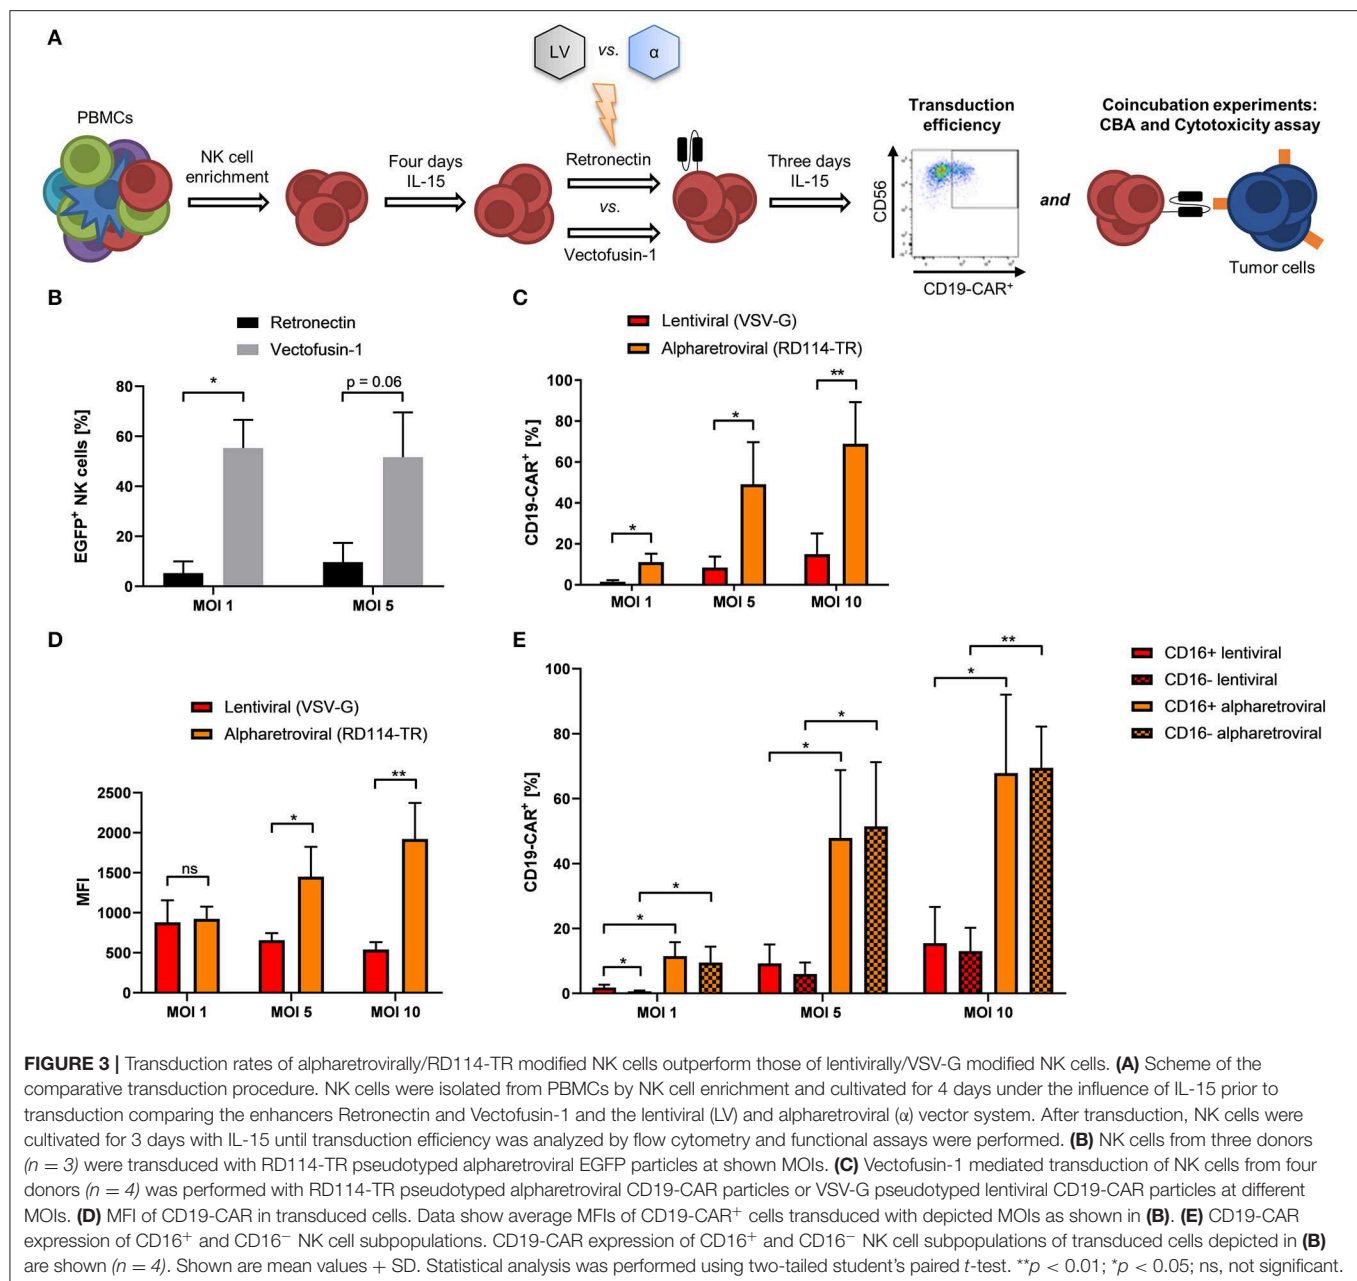 A
LV vs. α
PBMCs
NK cell
enrichment
Four days
IL-15
Retronectin
vs.
Vectofusin-1
Three days
IL-15
Transduction
efficiency
CD56
CD19-CAR⁺
and
Coincubation experiments:
CBA and Cytotoxicity assay
Tumor cells
B
Retronectin
Vectofusin-1
EGFP⁺ NK cells [%]
80
60
40
20
0
*
p = 0.06
MOI 1 MOI 5
C
Lentiviral (VSV-G)
Alpharetroviral (RD114-TR)
CD19-CAR⁺ [%]
100
80
60
40
20
0
*
*
**
MOI 1 MOI 5 MOI 10
D
Lentiviral (VSV-G)
Alpharetroviral (RD114-TR)
MFI
2500
2000
1500
1000
500
0
ns
*
**
MOI 1 MOI 5 MOI 10
E
CD16+ lentiviral
CD16- lentiviral
CD16+ alpharetroviral
CD16- alpharetroviral
CD19-CAR⁺ [%]
100
80
60
40
20
0
*
*
*
*
*
*
**
MOI 1 MOI 5 MOI 10
FIGURE 3 | Transduction rates of alpharetrovirally/RD114-TR modified NK cells outperform those of lentivirally/VSV-G modified NK cells. (A) Scheme of the
comparative transduction procedure. NK cells were isolated from PBMCs by NK cell enrichment and cultivated for 4 days under the influence of IL-15 prior to
transduction comparing the enhancers Retronectin and Vectofusin-1 and the lentiviral (LV) and alpharetroviral (α) vector system. After transduction, NK cells were
cultivated for 3 days with IL-15 until transduction efficiency was analyzed by flow cytometry and functional assays were performed. (B) NK cells from three donors
(n = 3) were transduced with RD114-TR pseudotyped alpharetroviral EGFP particles at shown MOIs. (C) Vectofusin-1 mediated transduction of NK cells from four
donors (n = 4) was performed with RD114-TR pseudotyped alpharetroviral CD19-CAR particles or VSV-G pseudotyped lentiviral CD19-CAR particles at different
MOIs. (D) MFI of CD19-CAR in transduced cells. Data show average MFIs of CD19-CAR⁺ cells transduced with depicted MOIs as shown in (B). (E) CD19-CAR
expression of CD16⁺ and CD16⁻ NK cell subpopulations. CD19-CAR expression of CD16⁺ and CD16⁻ NK cell subpopulations of transduced cells depicted in (B)
are shown (n = 4). Shown are mean values + SD. Statistical analysis was performed using two-tailed student's paired t-test. **p < 0.01; *p < 0.05; ns, not significant.